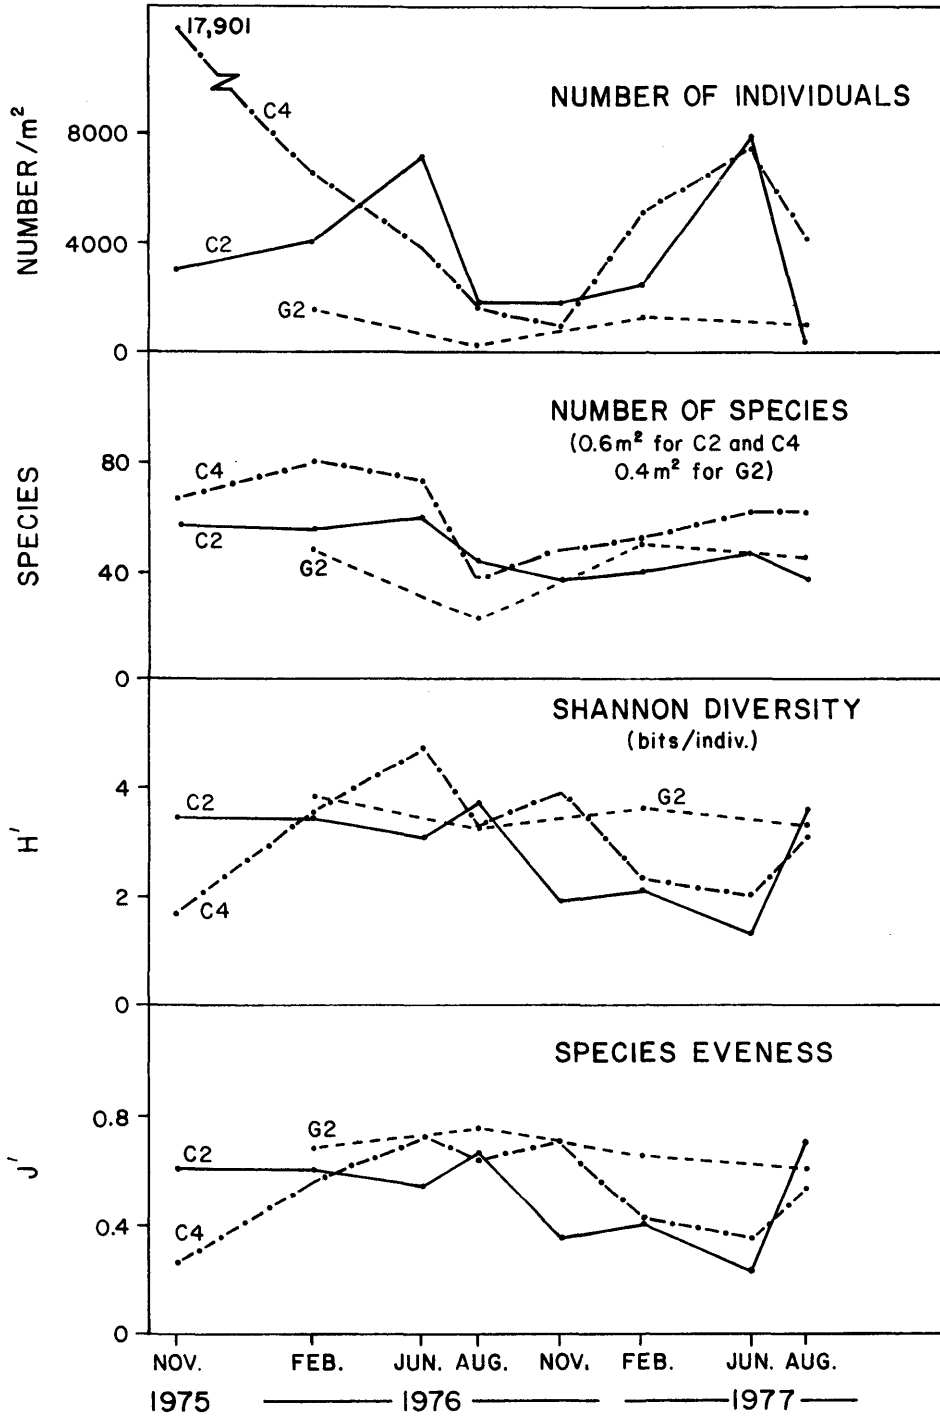 17,901
C4
NUMBER OF INDIVIDUALS
NUMBER/m²
8000
4000
0
C2
G2
NUMBER OF SPECIES
(0.6m² for C2 and C4
0.4m² for G2)
SPECIES
80
40
0
C4
C2
G2
SHANNON DIVERSITY
(bits/indiv.)
H'
4
2
0
C2
G2
C4
SPECIES EVENESS
J'
0.8
0.4
0
G2
C2
C4
NOV. FEB. JUN. AUG. NOV. FEB. JUN. AUG.
1975 1976 1977